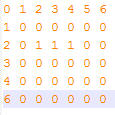 0 1 2 3 4 5 6
1 0 0 0 0 0 0
2 0 1 1 1 0 0
3 0 0 0 0 0 0
4 0 0 0 0 0 0
6 0 0 0 0 0 0